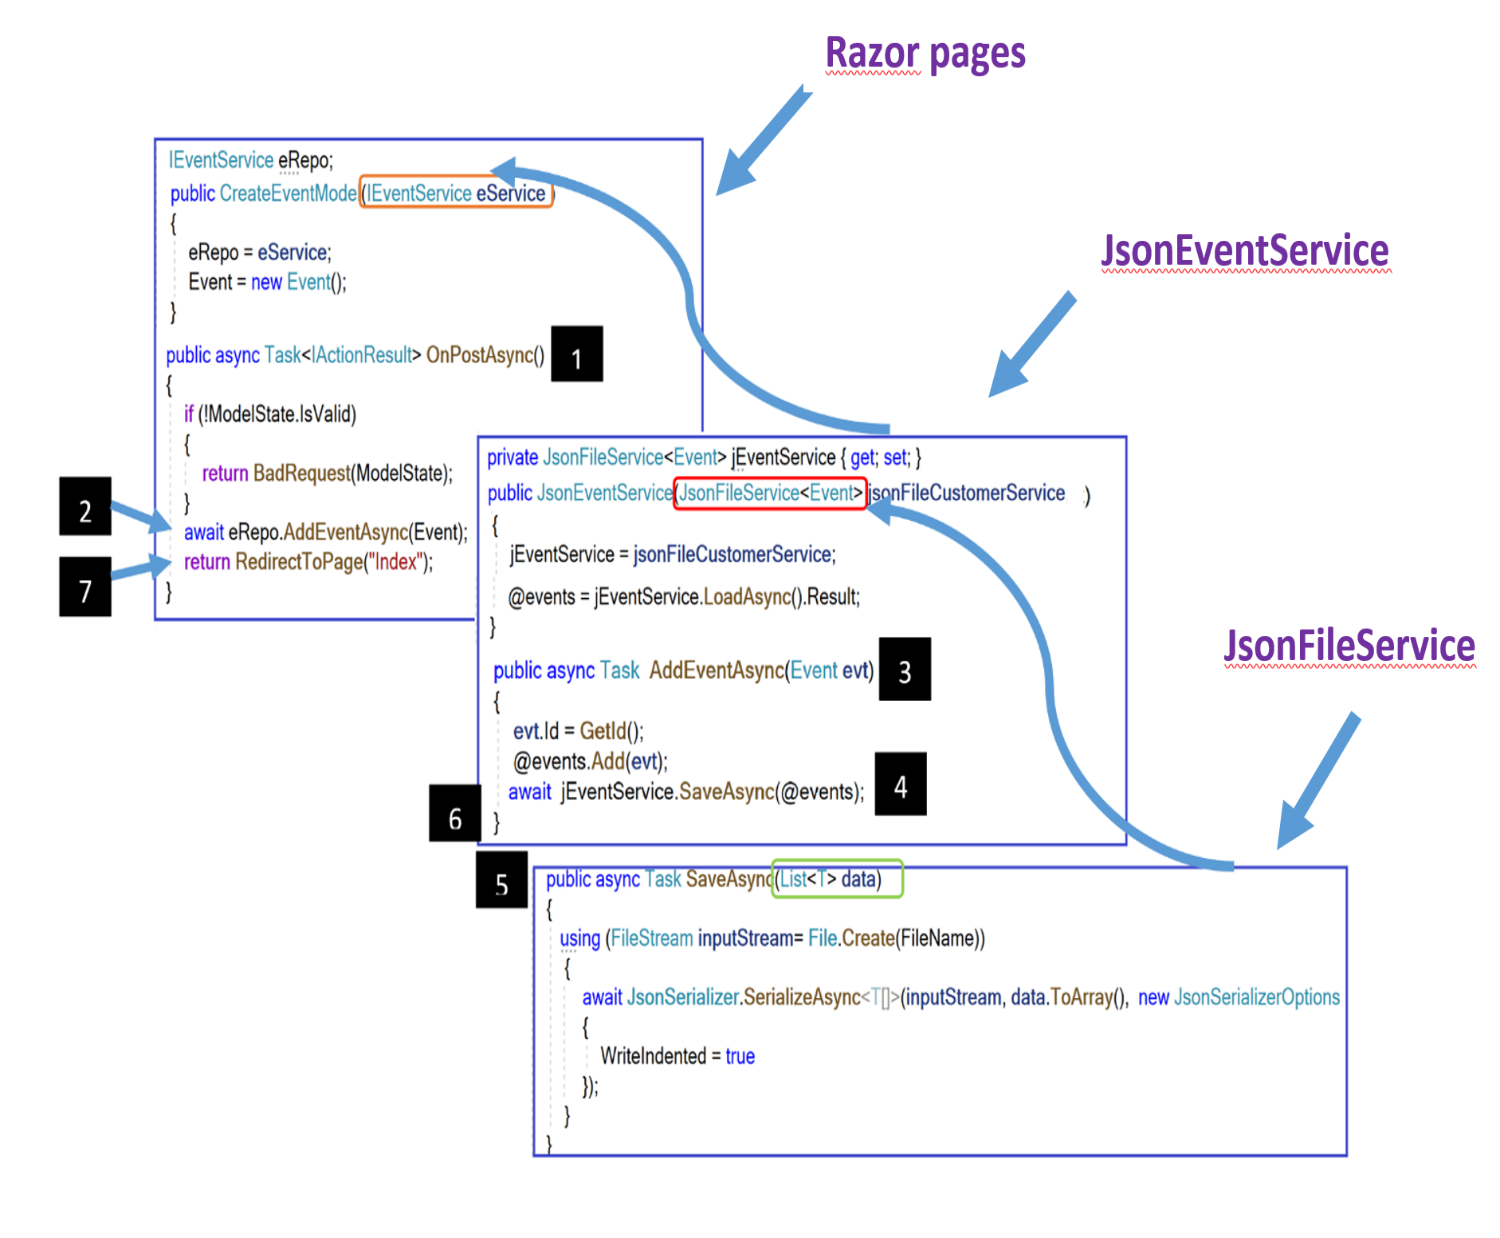 Razor pages
IEventService eRepo;
public CreateEventMode (IEventService eService )
{
eRepo = eService;
Event = new Event();
}
public async Task<IActionResult> OnPostAsync()
1
{
if (!ModelState.IsValid)
{
return BadRequest(ModelState);
}
2
await eRepo.AddEventAsync(Event);
7
return RedirectToPage("Index");
}
JsonEventService
private JsonFileService<Event> jEventService { get; set; }
public JsonEventService(JsonFileService<Event> jsonFileCustomerService )
{
jEventService = jsonFileCustomerService;
@events = jEventService.LoadAsync().Result;
}
public async Task AddEventAsync(Event evt)
3
{
evt.Id = GetId();
@events.Add(evt);
await jEventService.SaveAsync(@events);
4
6
}
JsonFileService
5
public async Task SaveAsync(List<T> data)
{
using (FileStream inputStream= File.Create(FileName))
{
await JsonSerializer.SerializeAsync<T[]>(inputStream, data.ToArray(), new JsonSerializerOptions
{
WriteIndented = true
});
}
}